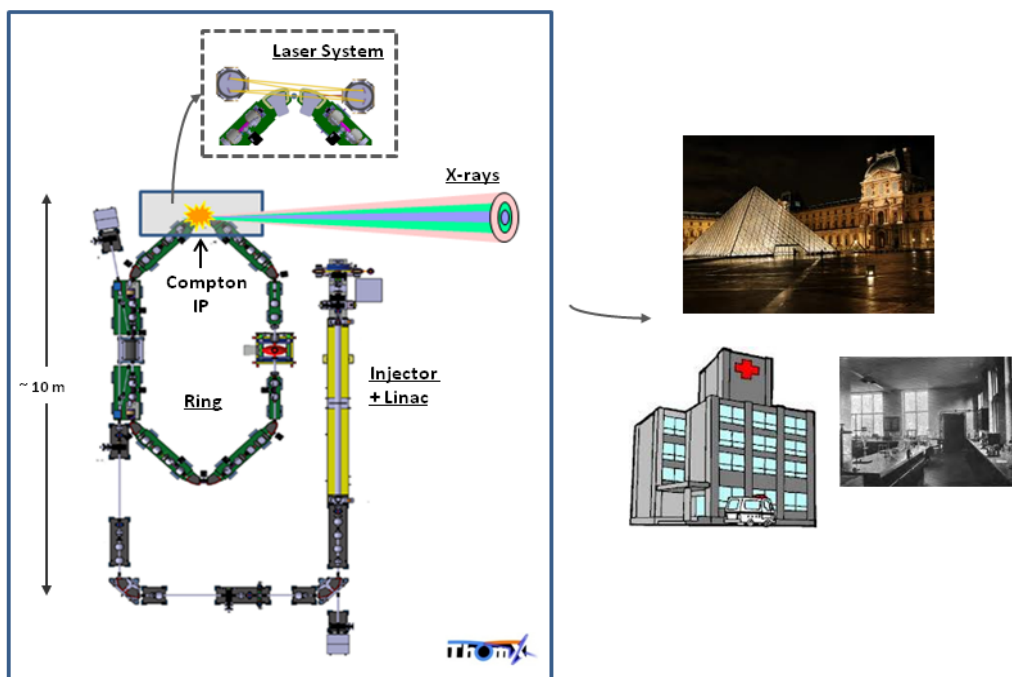 Laser System
X-rays
Compton
IP
~ 10 m
Ring
Injector
+ Linac
ThomX